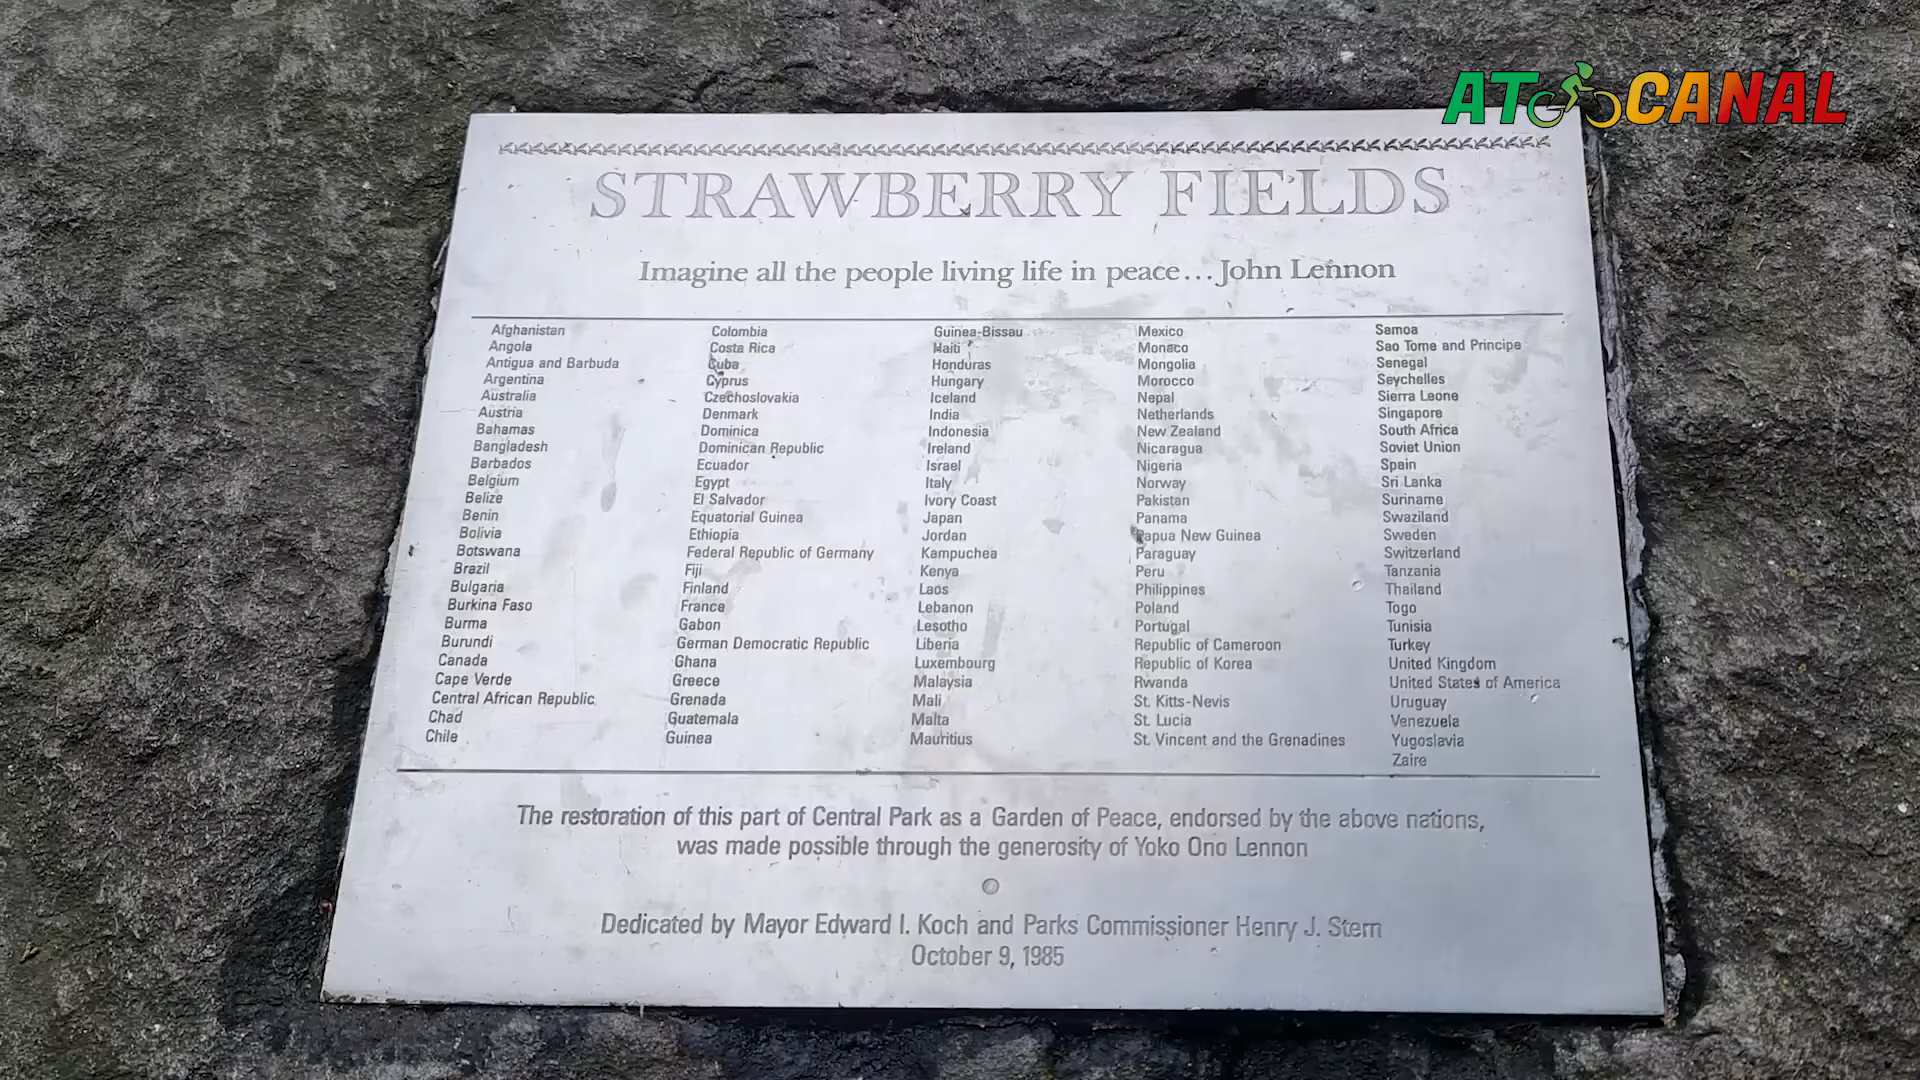 ATOCANAL
STRAWBERRY FIELDS
Imagine all the people living life in peace...John Lennon
Afghanistan
Angola
Antigua and Barbuda
Argentina
Australia
Austria
Bahamas
Bangladesh
Barbados
Belgium
Belize
Benin
Bolivia
Botswana
Brazil
Bulgaria
Burkina Faso
Burma
Burundi
Canada
Cape Verde
Central African Republic
Chad
Chile
Colombia
Costa Rica
Cuba
Cyprus
Czechoslovakia
Denmark
Dominica
Dominican Republic
Ecuador
Egypt
El Salvador
Equatorial Guinea
Ethiopia
Federal Republic of Germany
Fiji
Finland
France
Gabon
German Democratic Republic
Ghana
Greece
Grenada
Guatemala
Guinea
Guinea-Bissau
Haiti
Honduras
Hungary
Iceland
India
Indonesia
Ireland
Israel
Italy
Ivory Coast
Japan
Jordan
Kampuchea
Kenya
Laos
Lebanon
Lesotho
Liberia
Luxembourg
Malaysia
Mali
Malta
Mauritius
Mexico
Monaco
Mongolia
Morocco
Nepal
Netherlands
New Zealand
Nicaragua
Nigeria
Norway
Pakistan
Panama
Papua New Guinea
Paraguay
Peru
Philippines
Poland
Portugal
Republic of Cameroon
Republic of Korea
Rwanda
St. Kitts-Nevis
St. Lucia
St. Vincent and the Grenadines
Samoa
Sao Tome and Principe
Senegal
Seychelles
Sierra Leone
Singapore
South Africa
Soviet Union
Spain
Sri Lanka
Suriname
Swaziland
Sweden
Switzerland
Tanzania
Thailand
Togo
Tunisia
Turkey
United Kingdom
United States of America
Uruguay
Venezuela
Yugoslavia
Zaire
The restoration of this part of Central Park as a Garden of Peace, endorsed by the above nations,
was made possible through the generosity of Yoko Ono Lennon
Dedicated by Mayor Edward I. Koch and Parks Commissioner Henry J. Stern
October 9, 1985